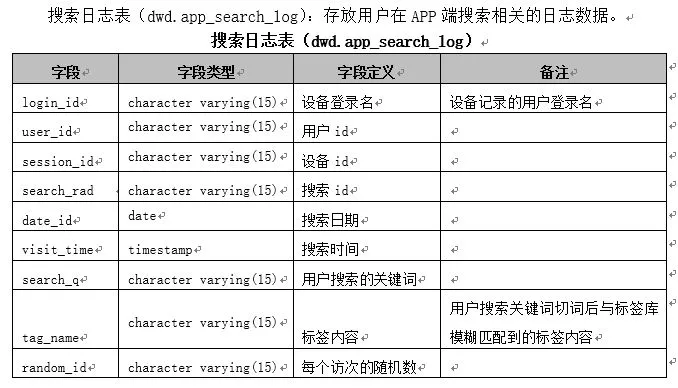 搜索日志表（dwd.app_search_log）：存放用户在 APP 端搜索相关的日志数据。
搜索日志表（dwd.app_search_log）
字段 字段类型 字段定义 备注
login_id character varying(15) 设备登录名 设备记录的用户登录名
user_id character varying(15) 用户 id
session_id character varying(15) 设备 id
search_rad character varying(15) 搜索 id
date_id date 搜索日期
visit_time timestamp 搜索时间
search_q character varying(15) 用户搜索的关键词
tag_name character varying(15) 标签内容 用户搜索关键词切词后与标签库
模糊匹配到的标签内容
random_id character varying(15) 每个访次的随机数